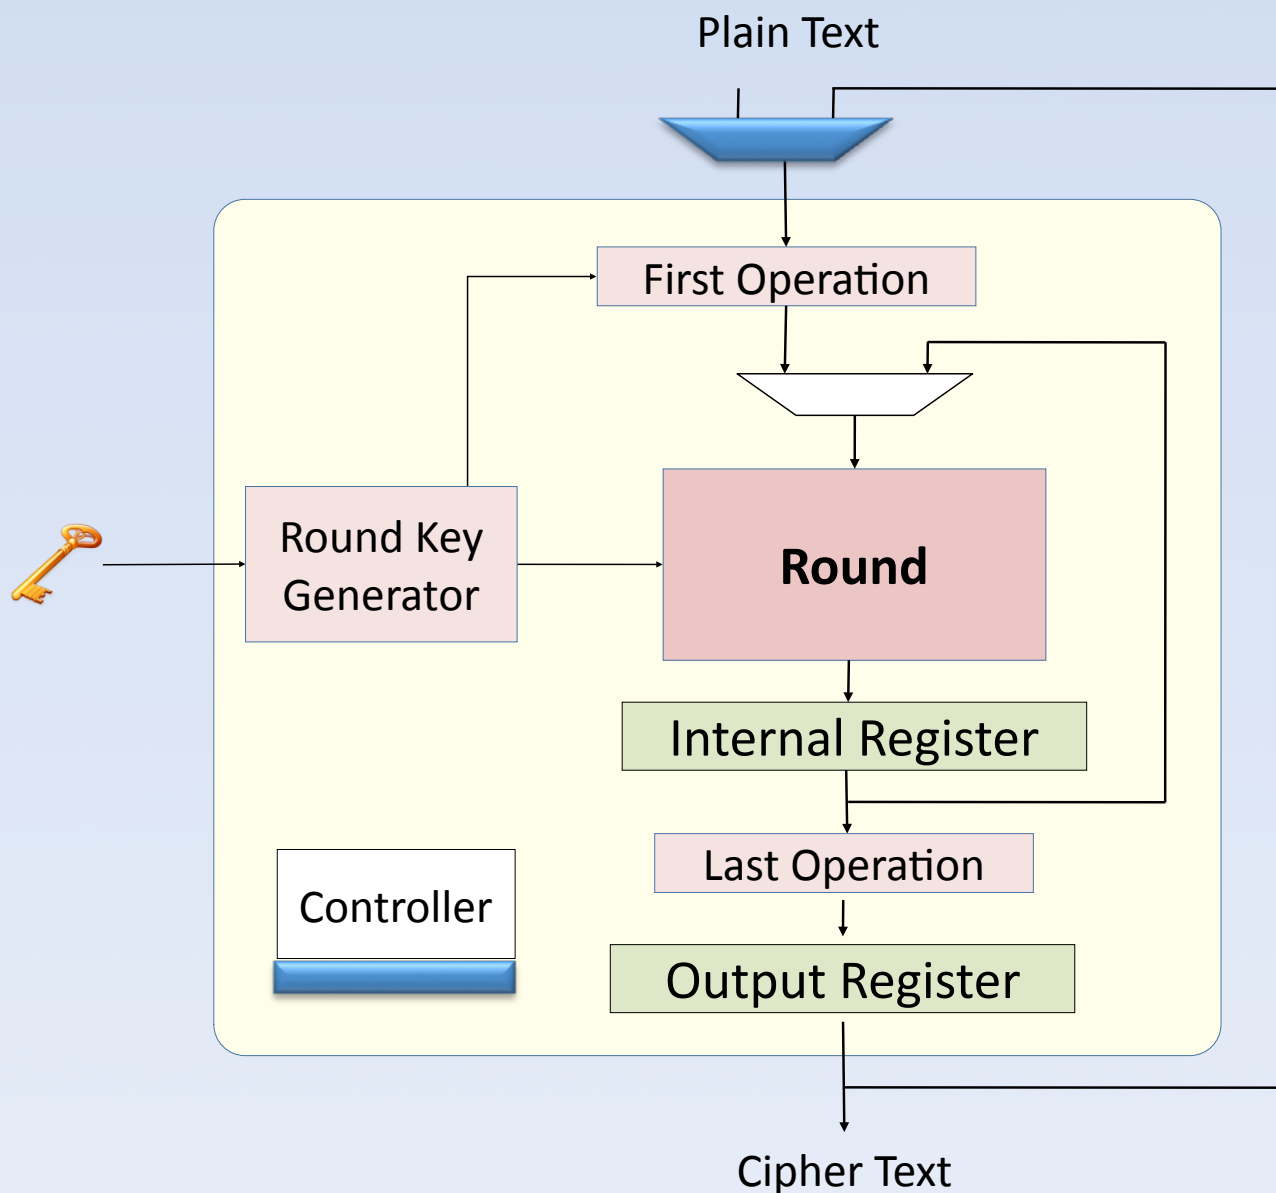 Plain Text
First Operation
Round Key
Generator
Round
Internal Register
Last Operation
Controller
Output Register
Cipher Text